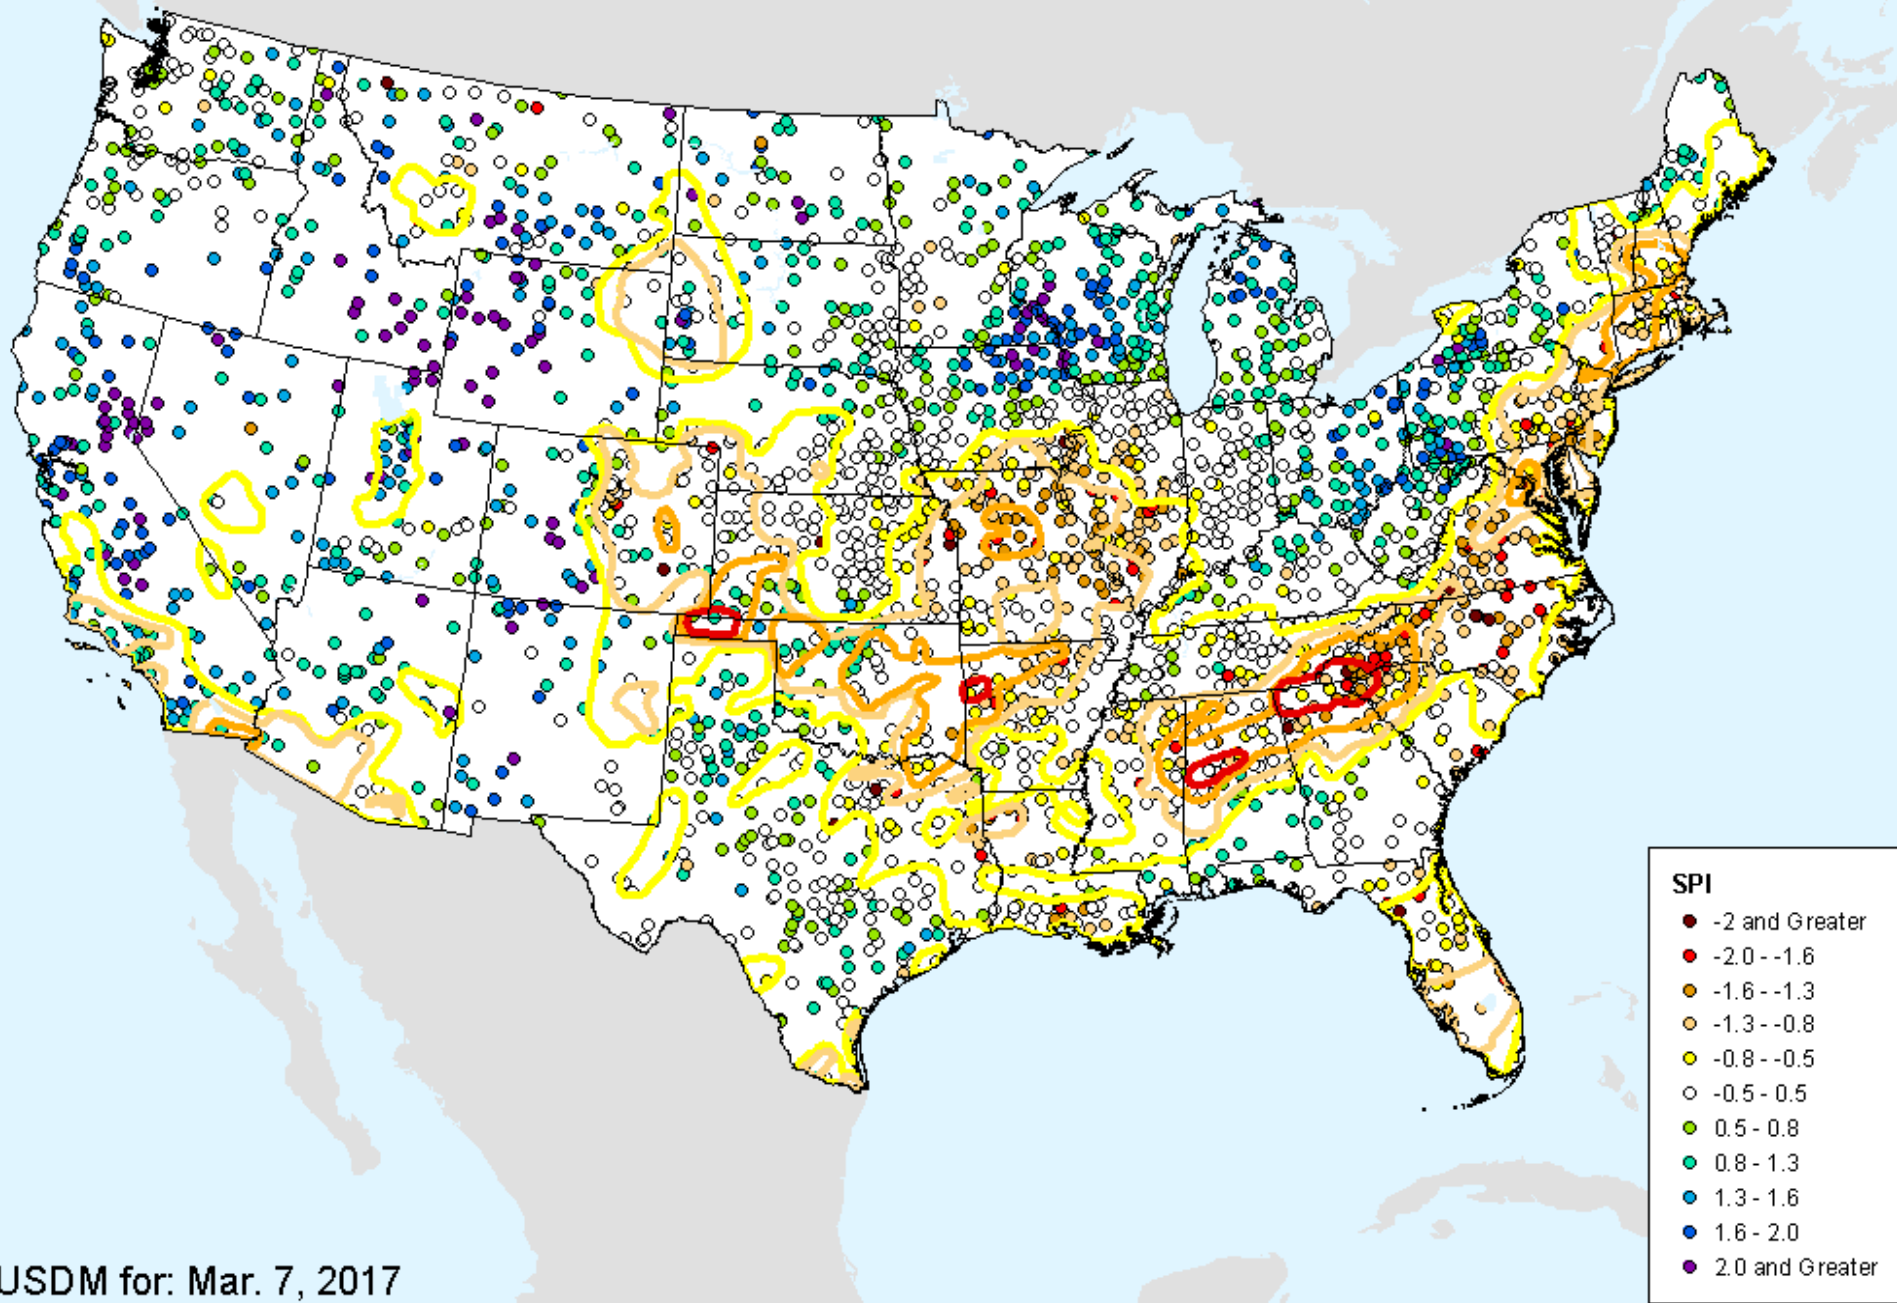 SPI
-2 and Greater
-2.0 - -1.6
-1.6 - -1.3
-1.3 - -0.8
-0.8 - -0.5
-0.5 - 0.5
0.5 - 0.8
0.8 - 1.3
1.3 - 1.6
1.6 - 2.0
2.0 and Greater
USDM for: Mar. 7, 2017